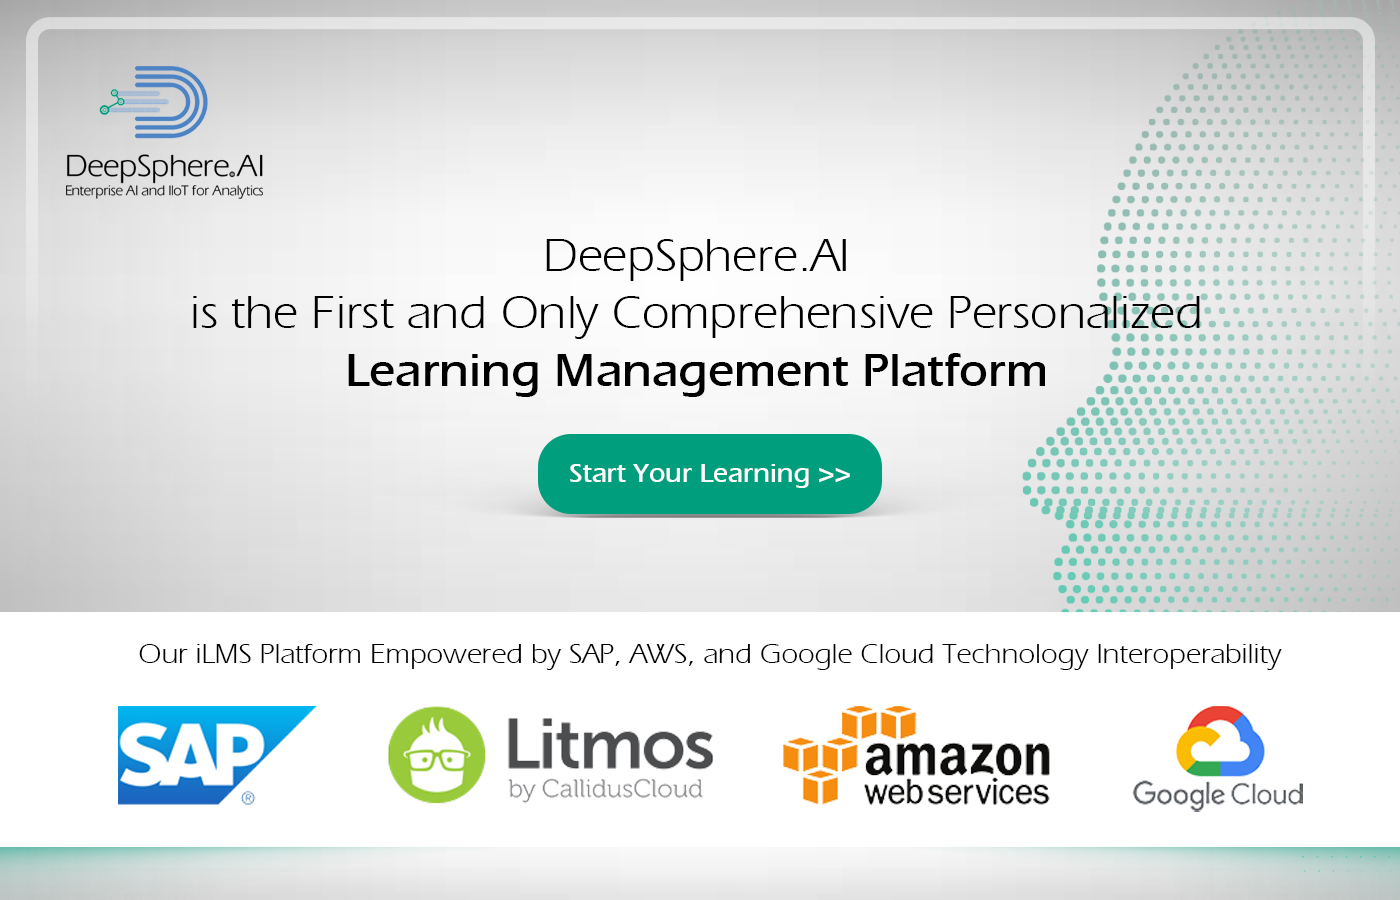 DeepSphere.AI
Enterprise AI and IIoT for Analytics
DeepSphere.AI
is the First and Only Comprehensive Personalized
Learning Management Platform
Start Your Learning >>
Our iLMS Platform Empowered by SAP, AWS, and Google Cloud Technology Interoperability
SAP®
Litmos
by CallidusCloud
amazon
web services
Google Cloud